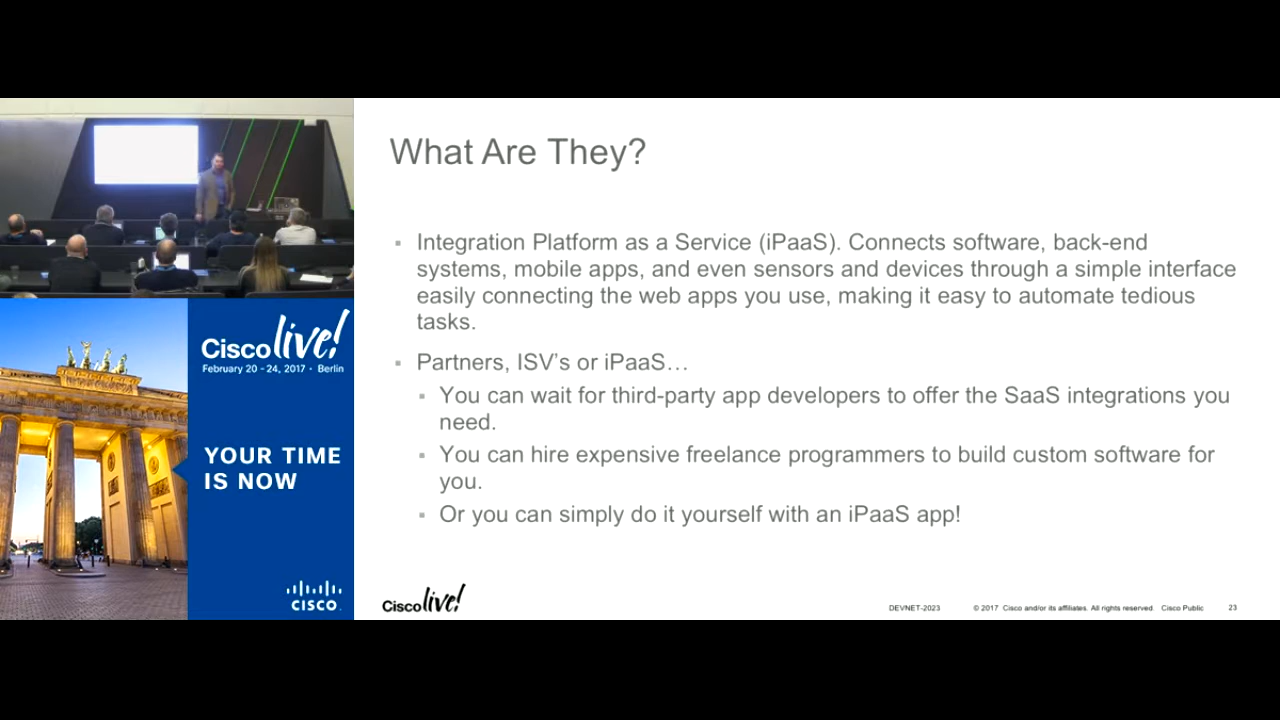 What Are They?
Integration Platform as a Service (iPaaS). Connects software, back-end
systems, mobile apps, and even sensors and devices through a simple interface
easily connecting the web apps you use, making it easy to automate tedious
tasks.
Partners, ISV's or iPaaS…
You can wait for third-party app developers to offer the SaaS integrations you
need.
You can hire expensive freelance programmers to build custom software for
you.
Or you can simply do it yourself with an iPaaS app!
Cisco live!
February 20 - 24, 2017 · Berlin
YOUR TIME
IS NOW
CISCO.
Cisco live!
DEVNET-2023 © 2017 Cisco and/or its affiliates. All rights reserved. Cisco Public 23